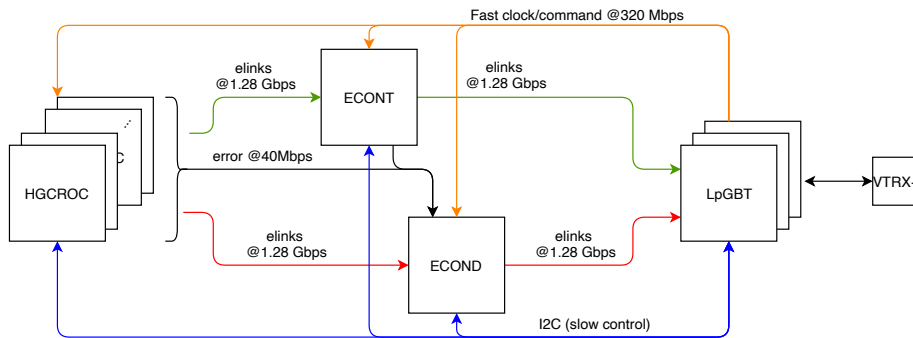 Fast clock/command @320 Mbps
elinks
@1.28 Gbps
ECONT
elinks
@1.28 Gbps
...
C
HGCROC
error @40Mbps
LpGBT
VTRX-
elinks
@1.28 Gbps
ECOND
elinks
@1.28 Gbps
I2C (slow control)